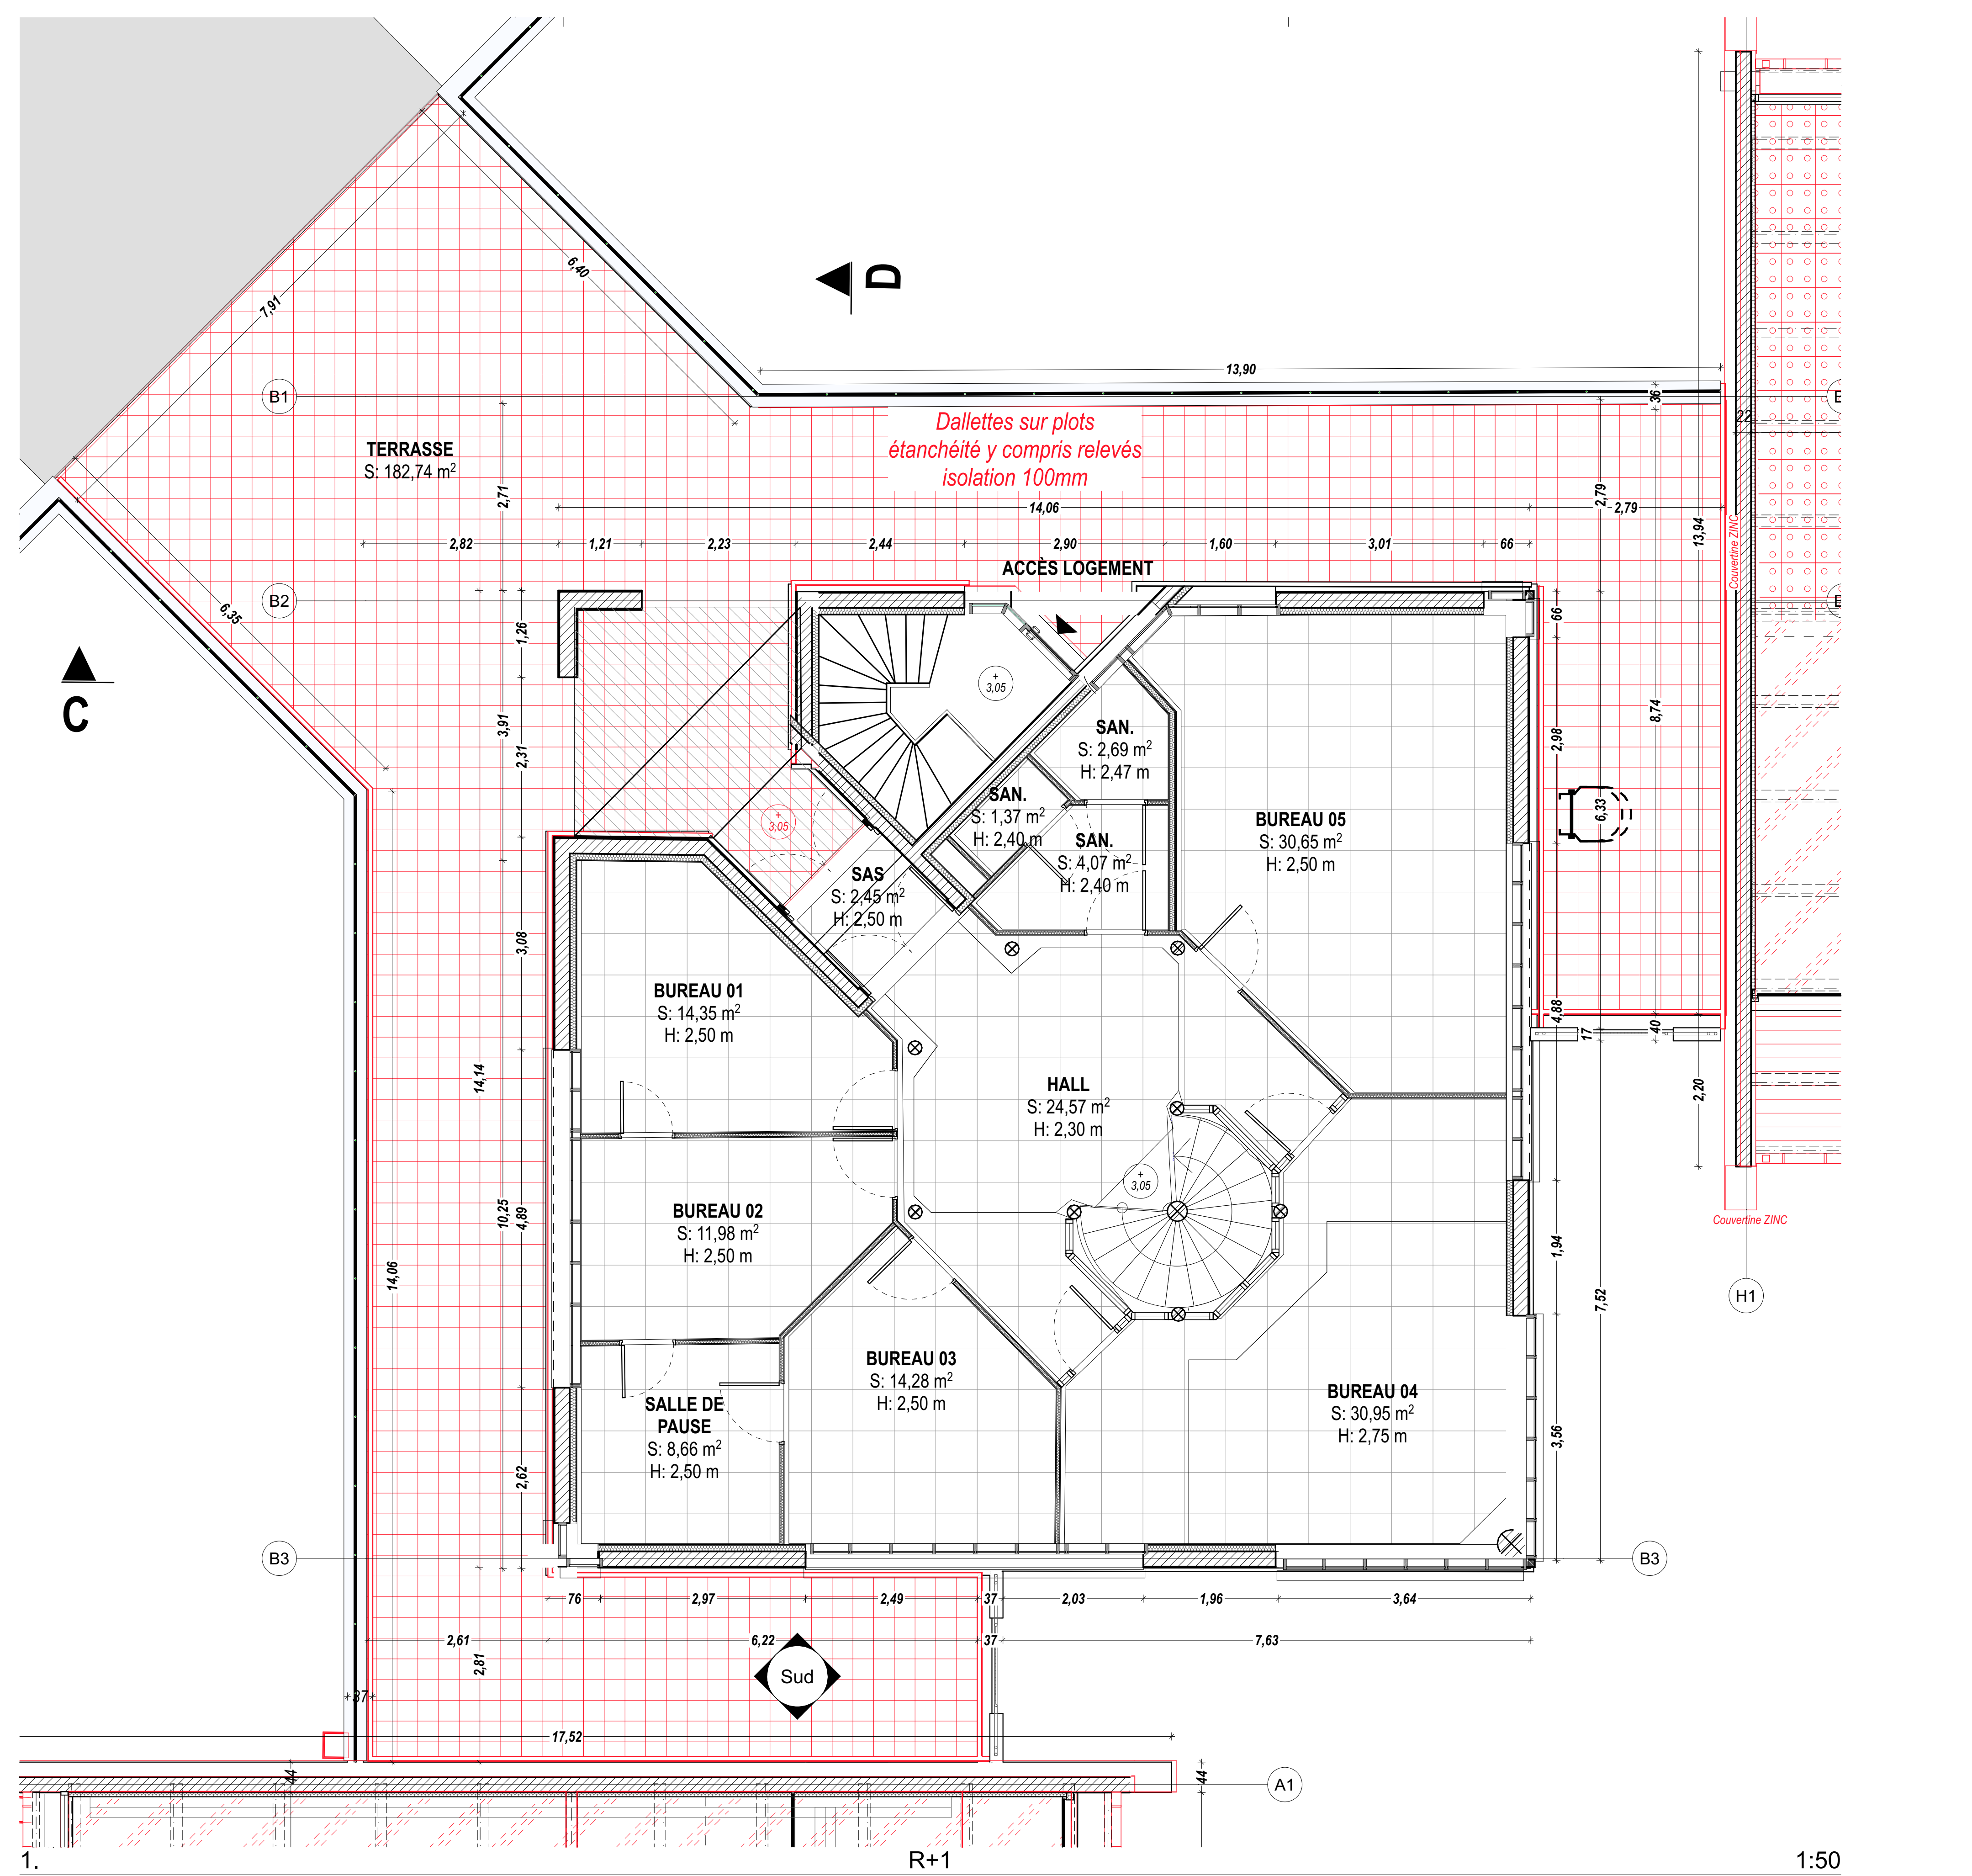 D
6,40
7,91
13,90
B1
36
E
22
TERRASSE
S: 182,74 m²
Dallettes sur plots
étanchéité y compris relevés
isolation 100mm
2,71
14,06
2,79
2,79
13,94
Couvertine ZINC
2,82
1,21
2,23
2,44
2,90
1,60
3,01
66
ACCÈS LOGEMENT
B2
E
6,35
1,26
66
C
+
3,05
3,91
2,31
SAN.
S: 2,69 m²
H: 2,47 m
2,98
8,74
6,33
SAN.
S: 1,37 m²
H: 2,40 m
+
3,05
SAN.
S: 4,07 m²
H: 2,40 m
BUREAU 05
S: 30,65 m²
H: 2,50 m
SAS
S: 2,45 m²
H: 2,50 m
3,08
BUREAU 01
S: 14,35 m²
H: 2,50 m
4,88
17
40
14,14
HALL
S: 24,57 m²
H: 2,30 m
2,20
+
3,05
10,25
4,89
BUREAU 02
S: 11,98 m²
H: 2,50 m
1,94
Couvertine ZINC
14,06
7,52
H1
BUREAU 03
S: 14,28 m²
H: 2,50 m
BUREAU 04
S: 30,95 m²
H: 2,75 m
SALLE DE
PAUSE
S: 8,66 m²
H: 2,50 m
3,56
2,62
B3
B3
76
2,97
2,49
37
2,03
1,96
3,64
2,61
6,22
37
7,63
2,81
Sud
37
17,52
44
44
A1
1.
R+1
1:50